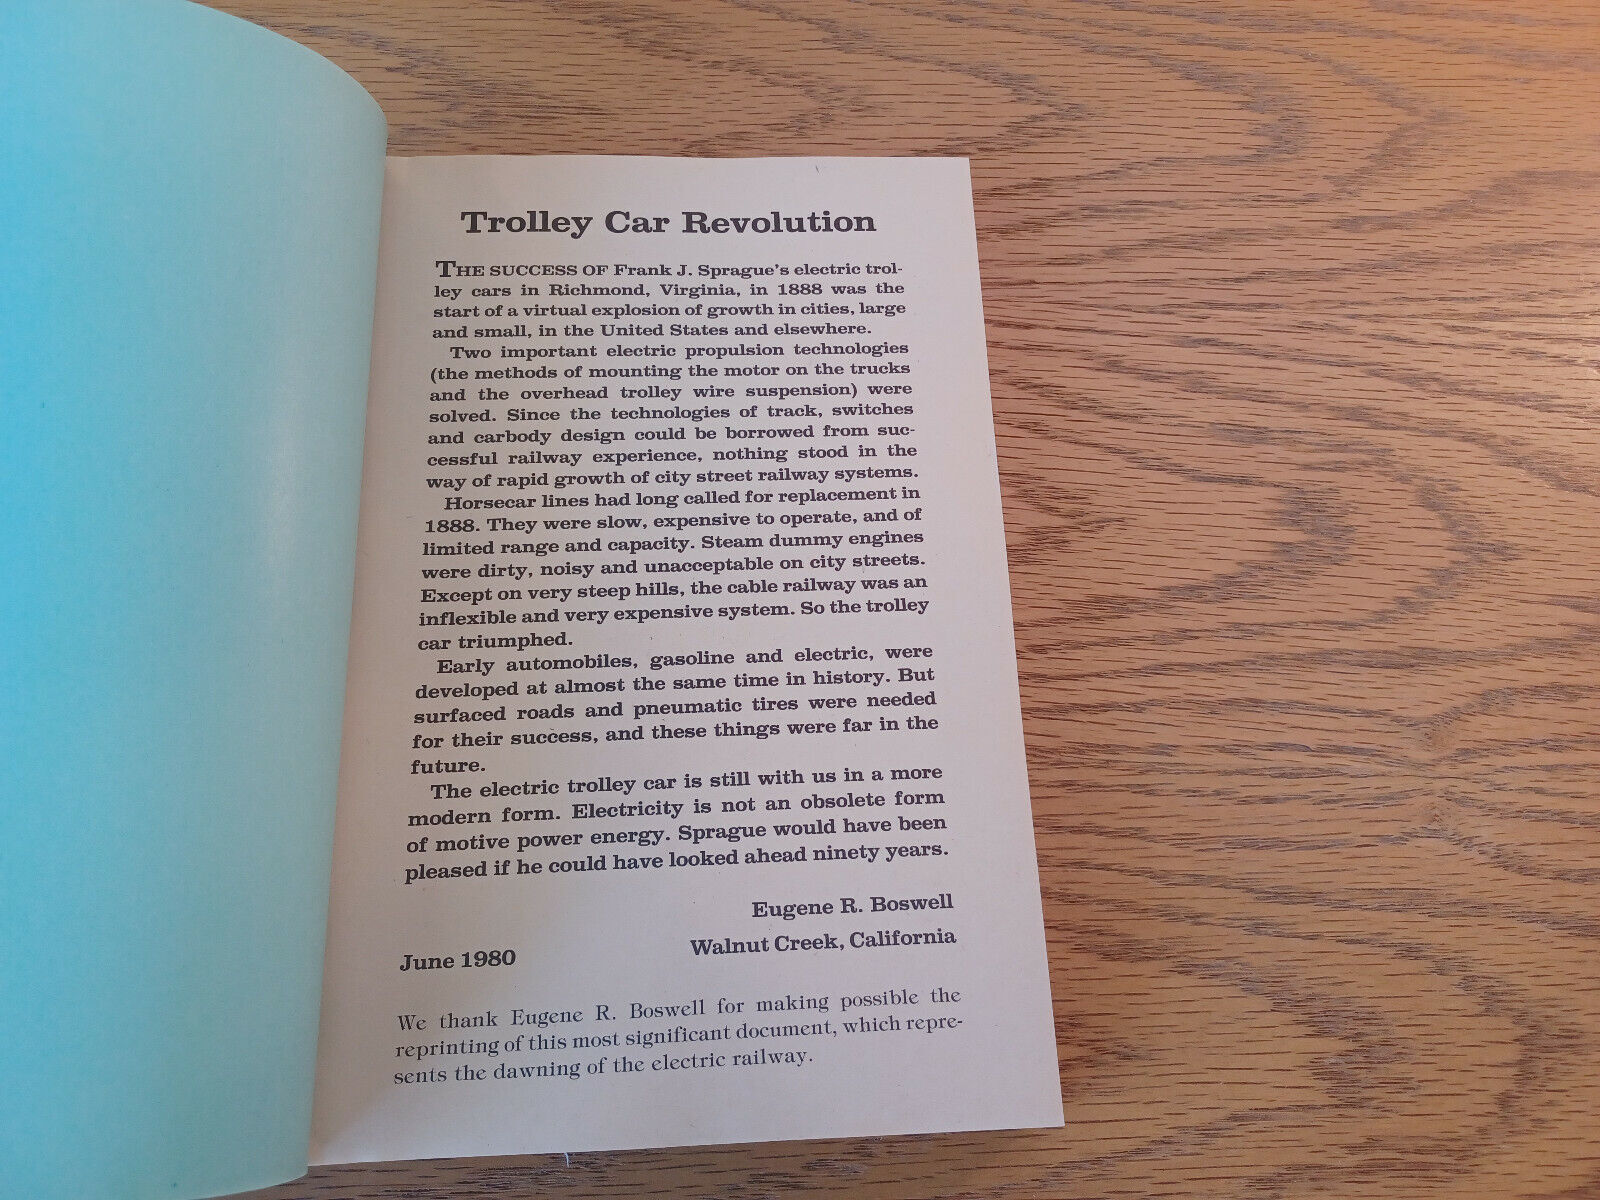 Trolley Car Revolution
THE SUCCESS OF Frank J. Sprague's electric trol-
ley cars in Richmond, Virginia, in 1888 was the
start of a virtual explosion of growth in cities, large
and small, in the United States and elsewhere.
Two important electric propulsion technologies
(the methods of mounting the motor on the trucks
and the overhead trolley wire suspension) were
solved. Since the technologies of track, switches
and carbody design could be borrowed from suc-
cessful railway experience, nothing stood in the
way of rapid growth of city street railway systems.
Horsecar lines had long called for replacement in
1888. They were slow, expensive to operate, and of
limited range and capacity. Steam dummy engines
were dirty, noisy and unacceptable on city streets.
Except on very steep hills, the cable railway was an
inflexible and very expensive system. So the trolley
car triumphed.
Early automobiles, gasoline and electric, were
developed at almost the same time in history. But
surfaced roads and pneumatic tires were needed
for their success, and these things were far in the
future.
The electric trolley car is still with us in a more
modern form. Electricity is not an obsolete form
of motive power energy. Sprague would have been
pleased if he could have looked ahead ninety years.
Eugene R. Boswell
Walnut Creek, California
June 1980
We thank Eugene R. Boswell for making possible the
reprinting of this most significant document, which repre-
sents the dawning of the electric railway.